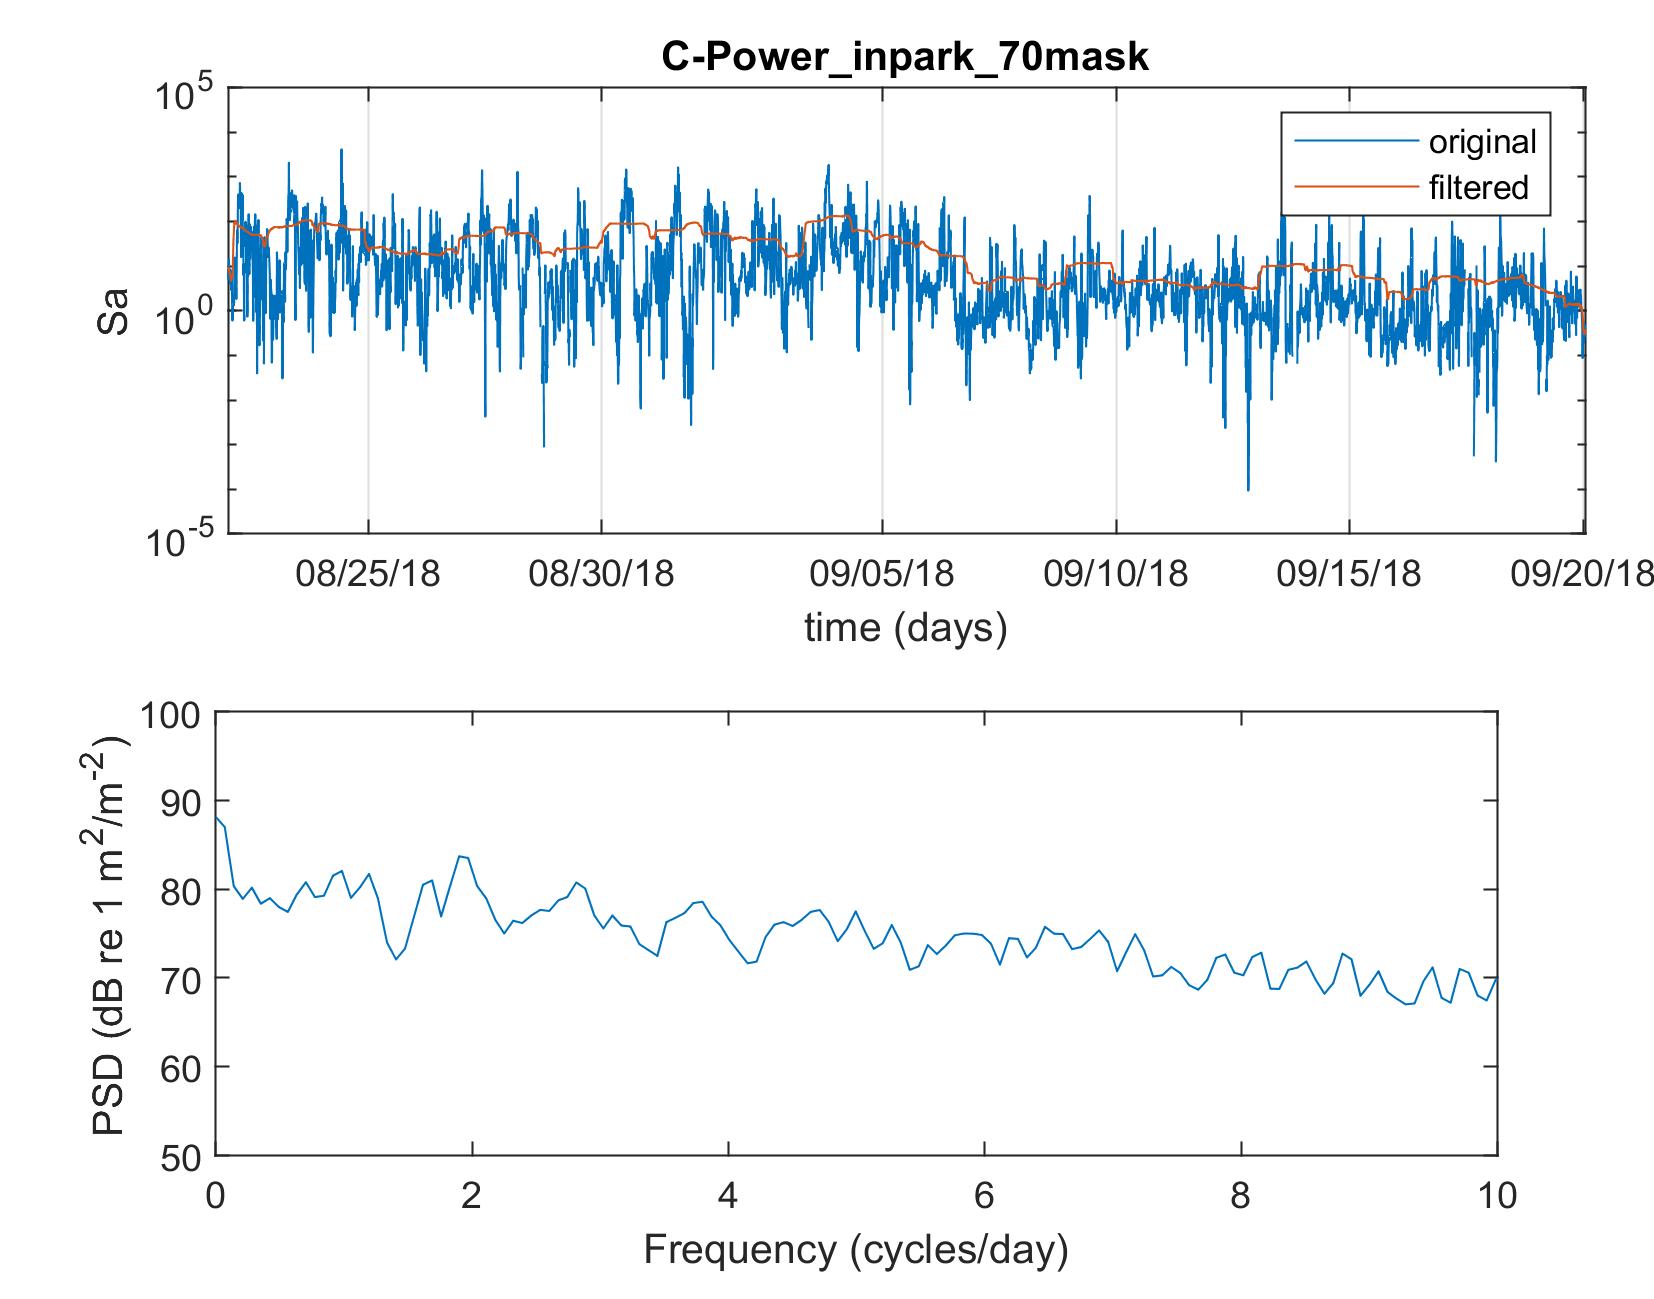 C-Power_inpark_70mask
10^5
10^0
10^-5
Sa
original
filtered
08/25/18 08/30/18 09/05/18 09/10/18 09/15/18 09/20/18
time (days)
100
90
80
70
60
50
PSD (dB re 1 m^2/m^-2)
0 2 4 6 8 10
Frequency (cycles/day)